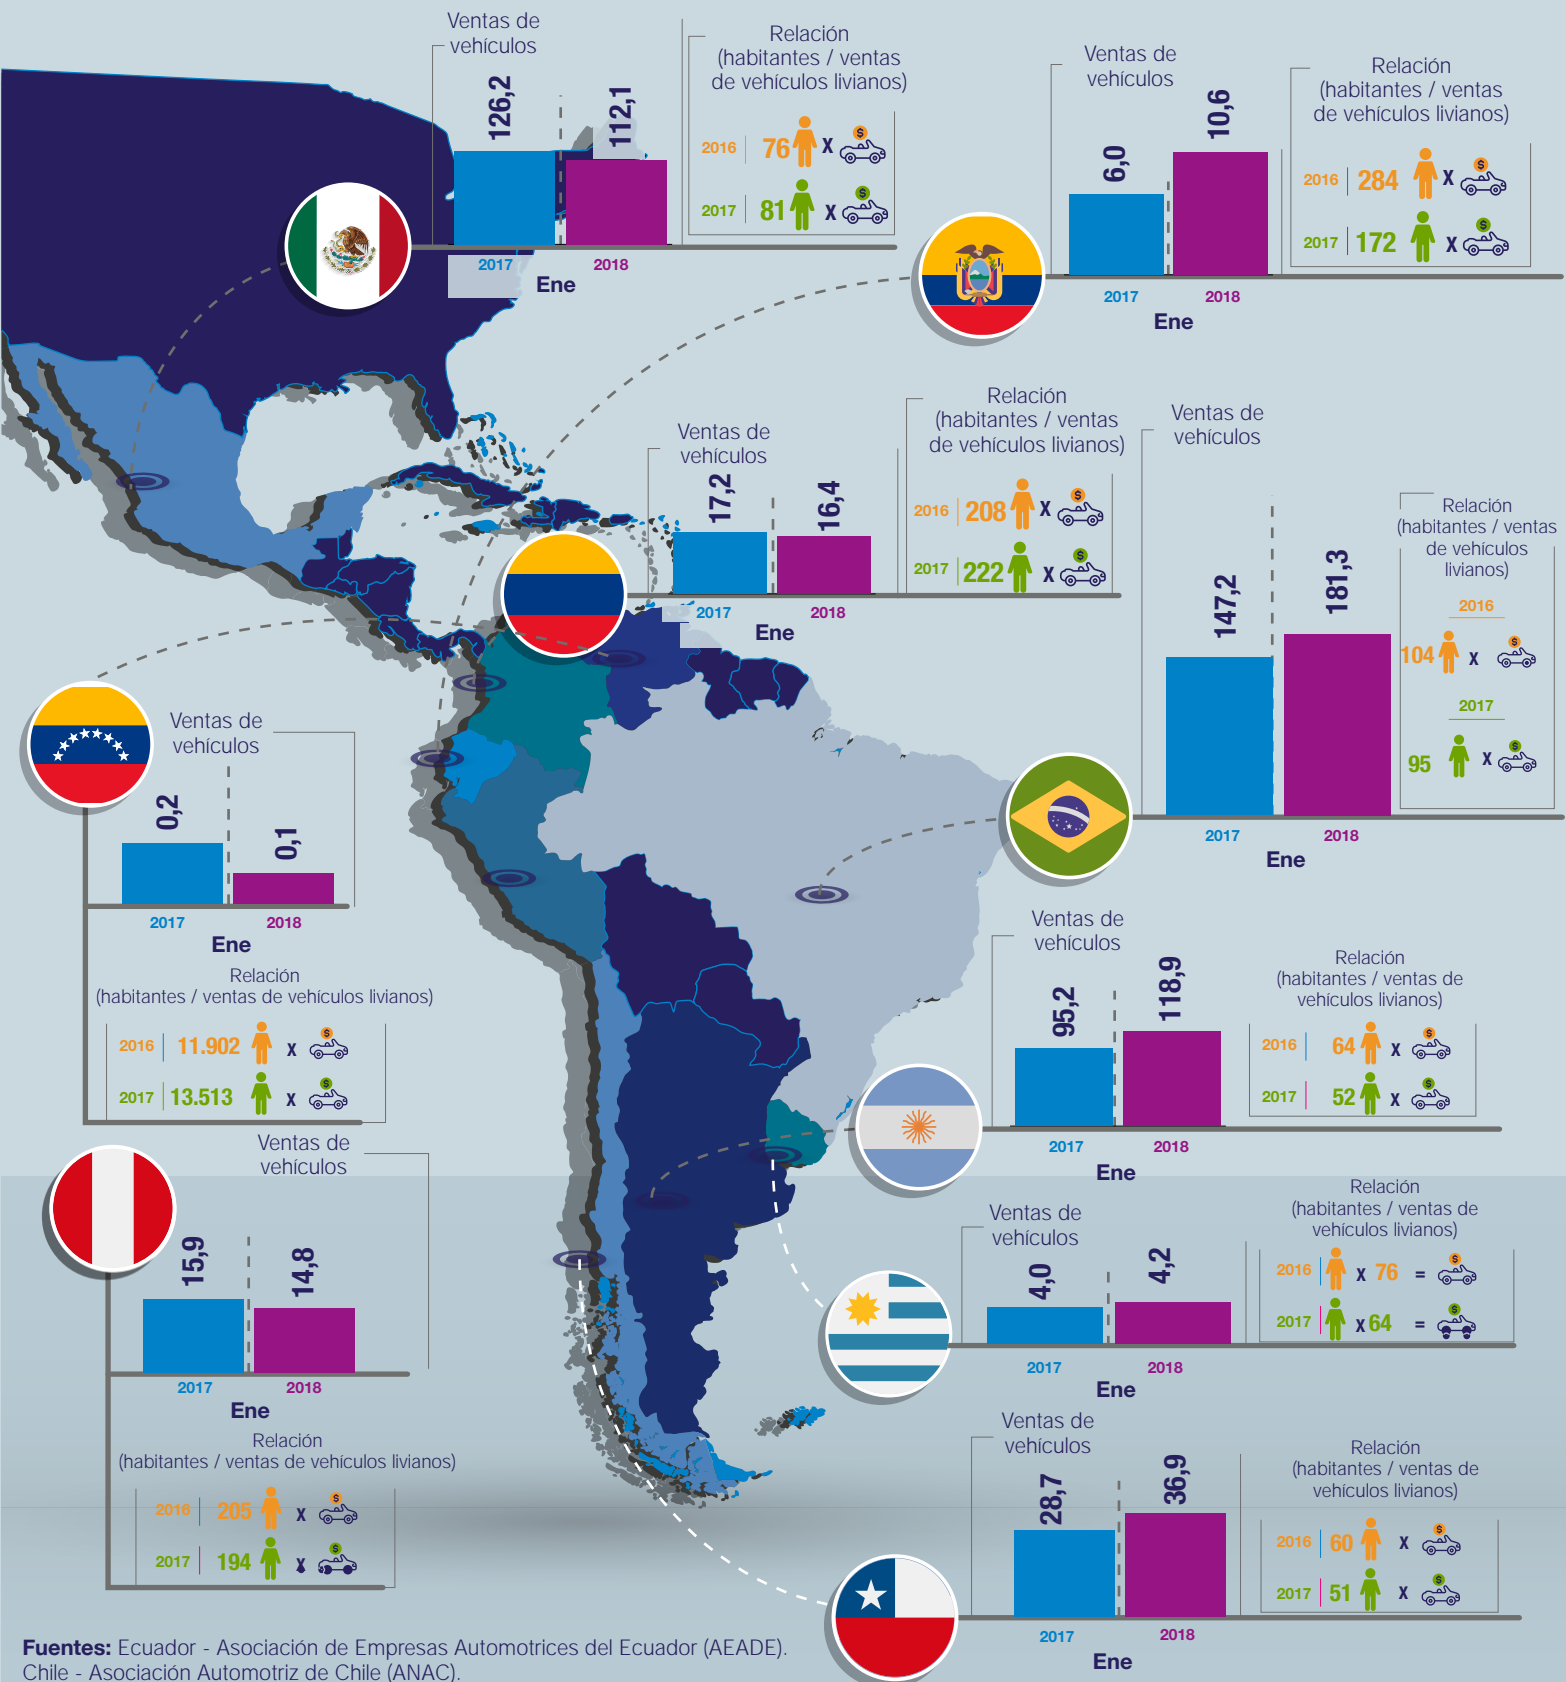 Ventas de
vehículos
126,2
112,1
2017
2018
Ene
Relación
(habitantes / ventas
de vehículos livianos)
2016 76 X $
2017 81 X $
Ventas de
vehículos
6,0
10,6
2017
2018
Ene
Relación
(habitantes / ventas
de vehículos livianos)
2016 284 X $
2017 172 X $
Ventas de
vehículos
17,2
16,4
2017
2018
Ene
Relación
(habitantes / ventas
de vehículos livianos)
2016 208 X $
2017 222 X $
Ventas de
vehículos
147,2
181,3
2017
2018
Ene
Relación
(habitantes / ventas
de vehículos
livianos)
2016
104 X $
2017
95 X $
Ventas de
vehículos
0,2
0,1
2017
2018
Ene
Relación
(habitantes / ventas de vehículos livianos)
2016 11.902 X $
2017 13.513 X $
Ventas de
vehículos
95,2
118,9
2017
2018
Ene
Relación
(habitantes / ventas de
vehículos livianos)
2016 64 X $
2017 52 X $
Ventas de
vehículos
15,9
14,8
2017
2018
Ene
Relación
(habitantes / ventas de vehículos livianos)
2016 205 X $
2017 194 X $
Ventas de
vehículos
4,0
4,2
2017
2018
Ene
Relación
(habitantes / ventas de
vehículos livianos)
2016 X 76 = $
2017 X 64 = $
Ventas de
vehículos
28,7
36,9
2017
2018
Ene
Relación
(habitantes / ventas de
vehículos livianos)
2016 60 X $
2017 51 X $
Fuentes: Ecuador - Asociación de Empresas Automotrices del Ecuador (AEADE).
Chile - Asociación Automotriz de Chile (ANAC).